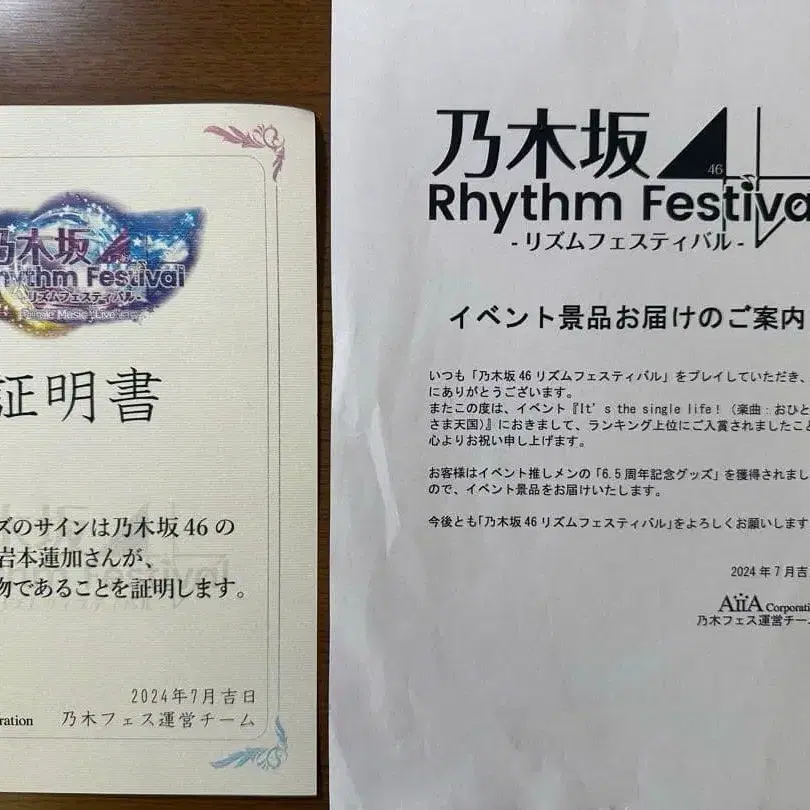 乃木坂
Rhythm Festival
-リズムフェスティバル-
証明書
ズのサインは乃木坂46の
岩本蓮加さんが、
物であることを証明します。
2024年7月吉日
ration
乃木フェス運営チーム
乃木坂46
Rhythm Festiva
-リズムフェスティバル-
イベント景品お届けのご案内
いつも「乃木坂46リズムフェスティバル」をプレイしていただき、
にありがとうございます。
またこの度は、イベント『It's the single life!（楽曲：おひと
さま天国）』におきまして、ランキング上位にご入賞されましたこと
心よりお祝い申し上げます。
お客様はイベント推しメンの「6.5周年記念グッズ」を獲得されまし
ので、イベント景品をお届けいたします。
今後とも「乃木坂46リズムフェスティバル」をよろしくお願いします
2024年7月吉
AiiA Corporati
乃木フェス運営チー